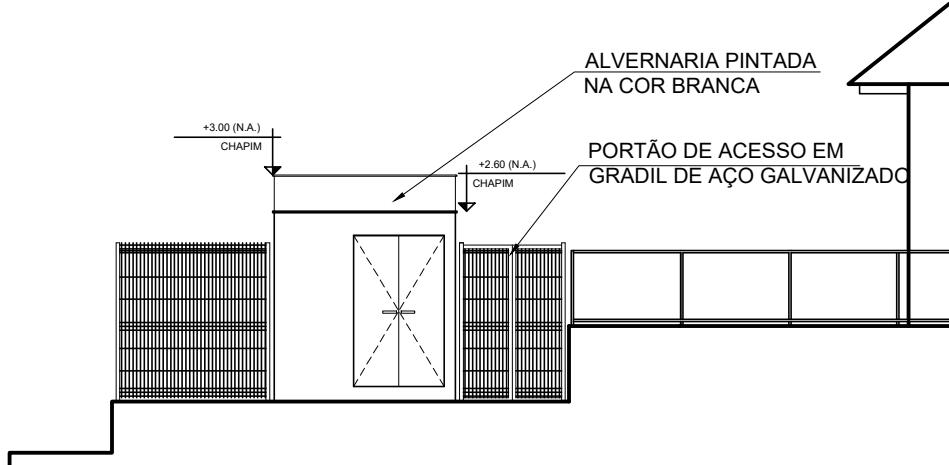 ALVERNARIA PINTADA
NA COR BRANCA
+3.00 (N.A.)
CHAPIM
PORTÃO DE ACESSO EM
GRADIL DE AÇO GALVANIZADO
+2.60 (N.A.)
CHAPIM